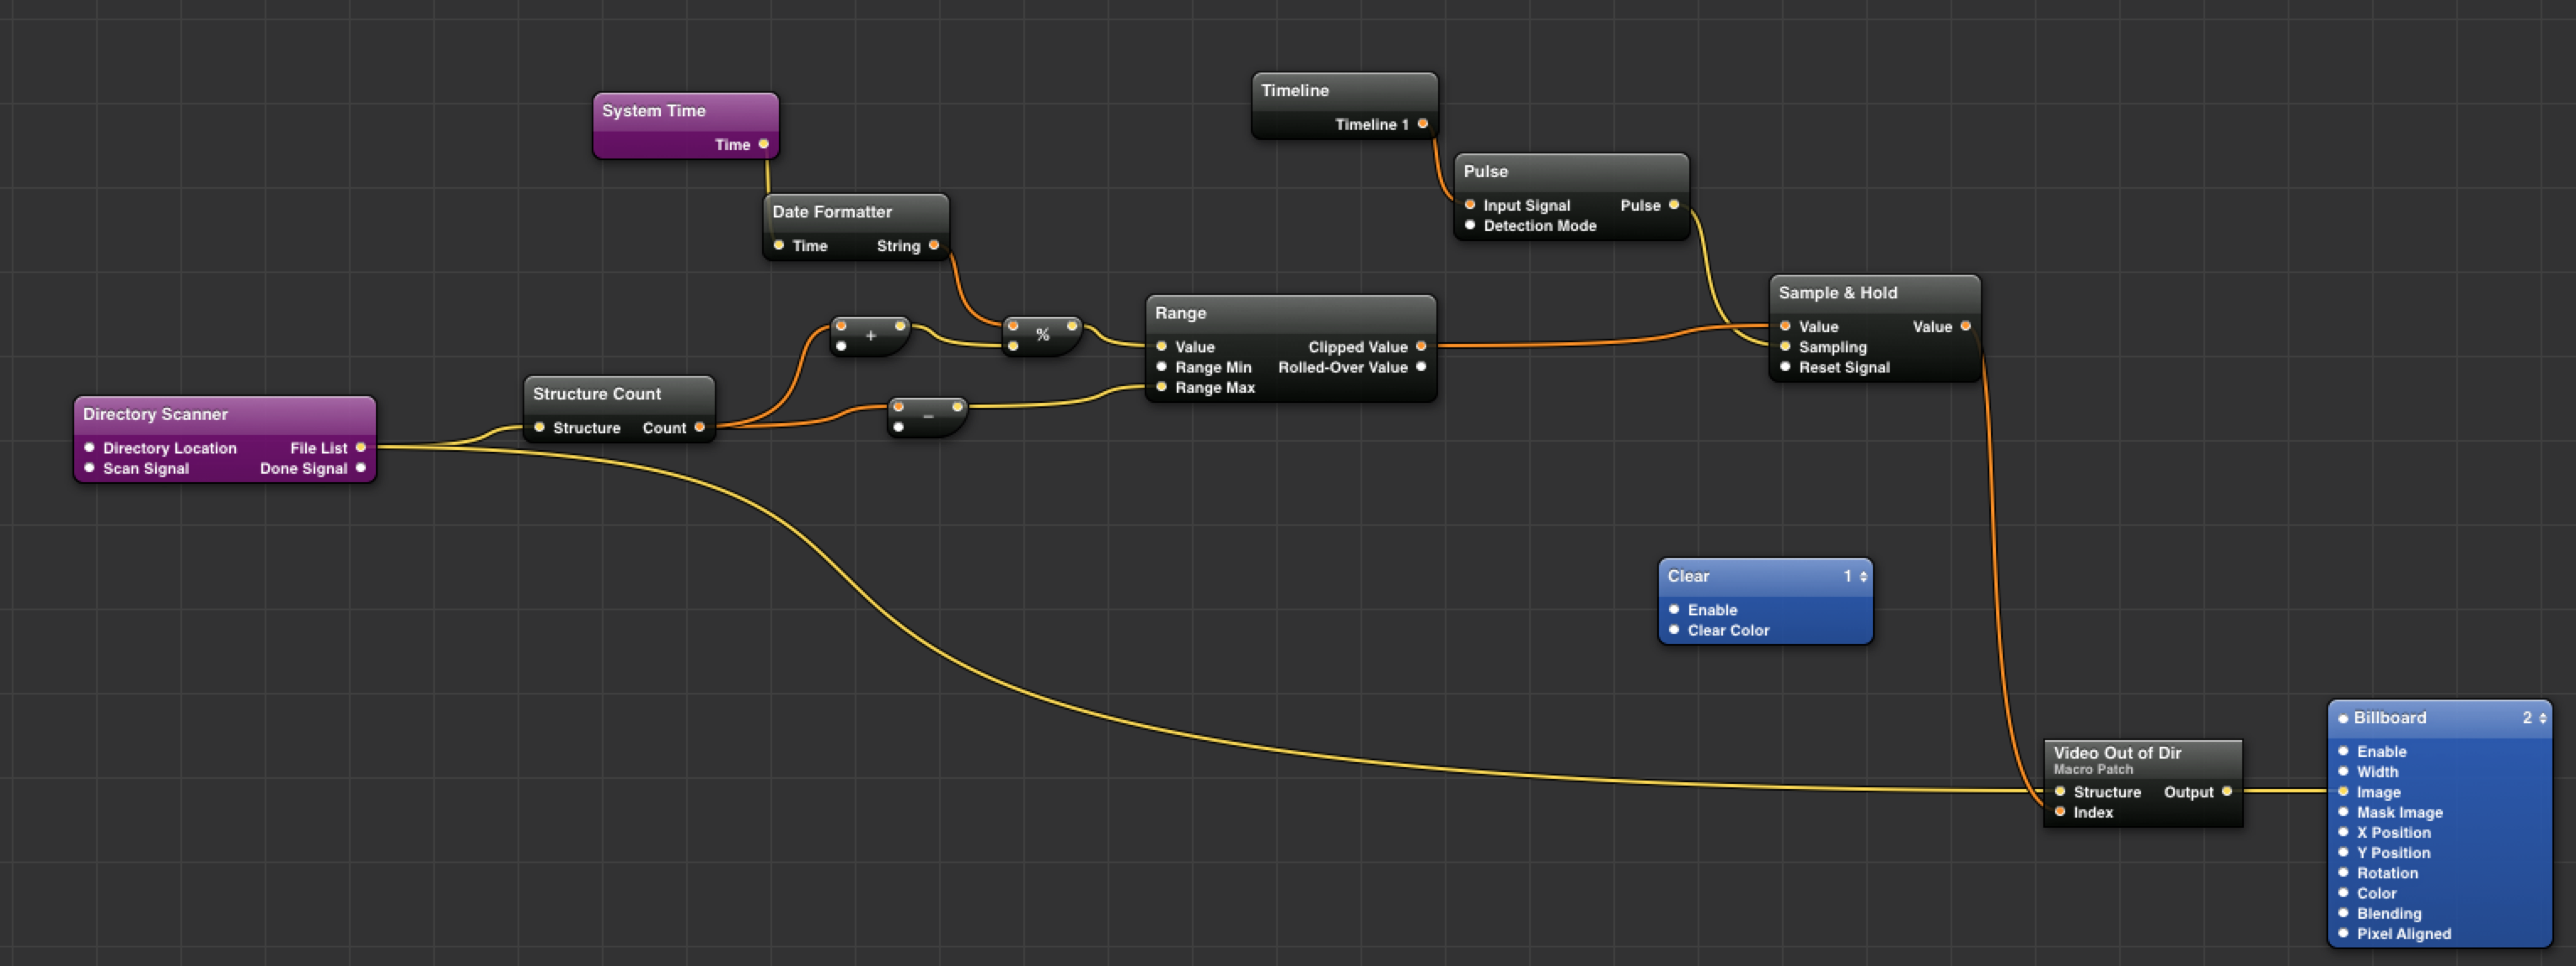 Timeline
Timeline 1
System Time
Time
Pulse
Input Signal Pulse
Detection Mode
Date Formatter
Time String
Sample & Hold
Value Value
Sampling
Reset Signal
+
%
Range
Value Clipped Value
Range Min Rolled-Over Value
Range Max
Structure Count
Structure Count
-
Directory Scanner
Directory Location File List
Scan Signal Done Signal
Clear 1
Enable
Clear Color
Video Out of Dir
Macro Patch
Structure Output
Index
Billboard 2
Enable
Width
Image
Mask Image
X Position
Y Position
Rotation
Color
Blending
Pixel Aligned